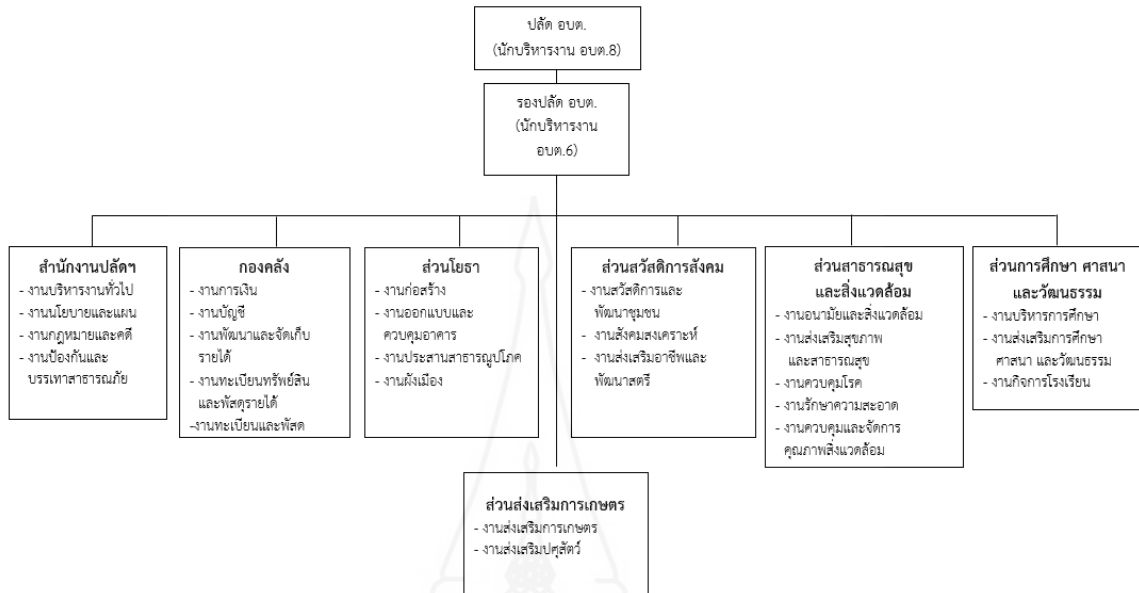 ปลัด อบต.
(นักบริหารงาน อบต.8)
รองปลัด อบต.
(นักบริหารงาน
อบต.6)
สำนักงานปลัดฯ
- งานบริหารงานทั่วไป
- งานนโยบายและแผน
- งานกฎหมายและคดี
- งานป้องกันและ
บรรเทาสาธารณภัย
กองคลัง
- งานการเงิน
- งานบัญชี
- งานพัฒนาและจัดเก็บ
รายได้
- งานทะเบียนทรัพย์สิน
และพัสดุรายได้
-งานทะเบียนและพัสด
ส่วนโยธา
- งานก่อสร้าง
- งานออกแบบและ
ควบคุมอาคาร
- งานประสานสาธารณูปโภค
- งานผังเมือง
ส่วนสวัสดิการสังคม
- งานสวัสดิการและ
พัฒนาชุมชน
- งานสังคมสงเคราะห์
- งานส่งเสริมอาชีพและ
พัฒนาสตรี
ส่วนสาธารณสุข
และสิ่งแวดล้อม
- งานอนามัยและสิ่งแวดล้อม
- งานส่งเสริมสุขภาพ
และสาธารณสุข
- งานควบคุมโรค
- งานรักษาความสะอาด
- งานควบคุมและจัดการ
คุณภาพสิ่งแวดล้อม
ส่วนการศึกษา ศาสนา
และวัฒนธรรม
- งานบริหารการศึกษา
- งานส่งเสริมการศึกษา
ศาสนา และวัฒนธรรม
- งานกิจการโรงเรียน
ส่วนส่งเสริมการเกษตร
- งานส่งเสริมการเกษตร
- งานส่งเสริมปศุสัตว์